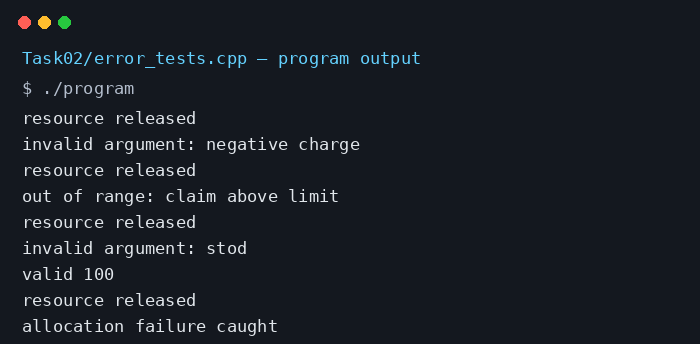 Task02/error_tests.cpp — program output
$ ./program
resource released
invalid argument: negative charge
resource released
out of range: claim above limit
resource released
invalid argument: stod
valid 100
resource released
allocation failure caught